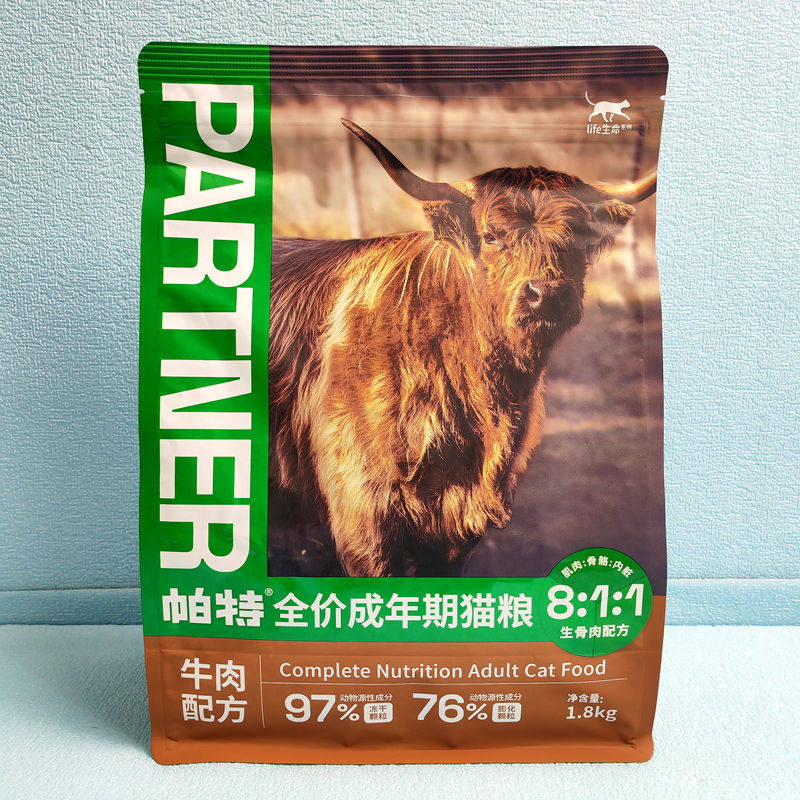 life生命系列
PARTNER
帕特®
全价成年期猫粮
肌肉:骨骼:内脏
8:1:1
生骨肉配方
牛肉
配方
Complete Nutrition Adult Cat Food
97%
动物源性成分
冻干
颗粒
76%
动物源性成分
膨化
颗粒
净含量:
1.8kg